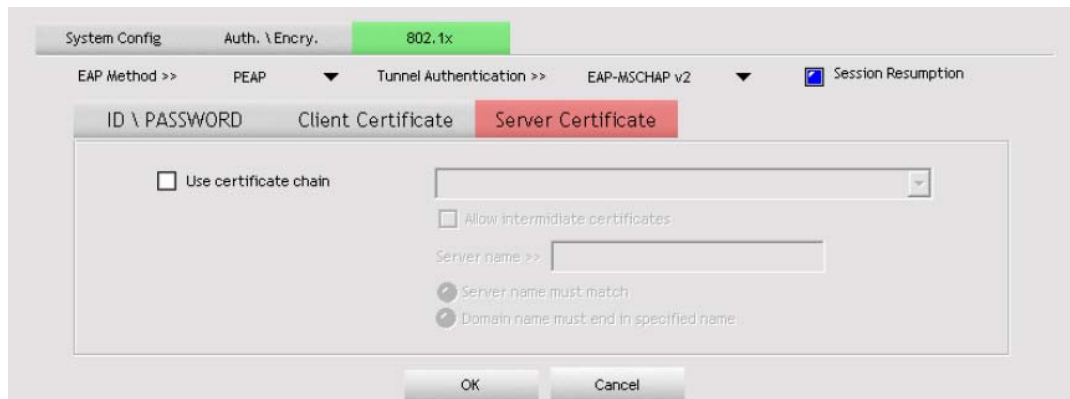 System Config Auth. \ Encry. 802.1x
EAP Method >> PEAP Tunnel Authentication >> EAP-MSCHAP v2 Session Resumption
ID \ PASSWORD Client Certificate Server Certificate
Use certificate chain
Allow intermidiate certificates
Server name >>
Server name must match
Domain name must end in specified name
OK Cancel